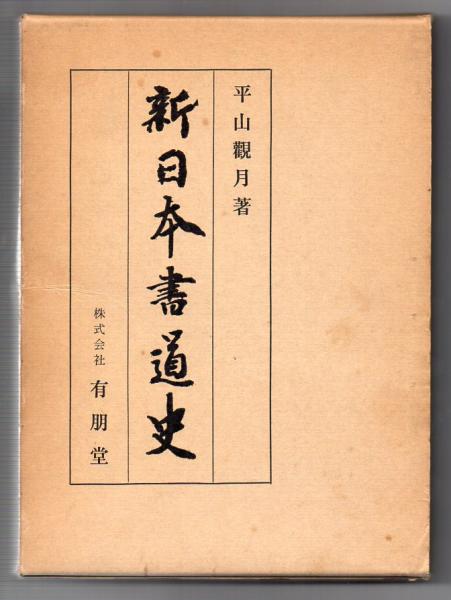 平山觀月著
新日本書道史
株式会社 有朋堂